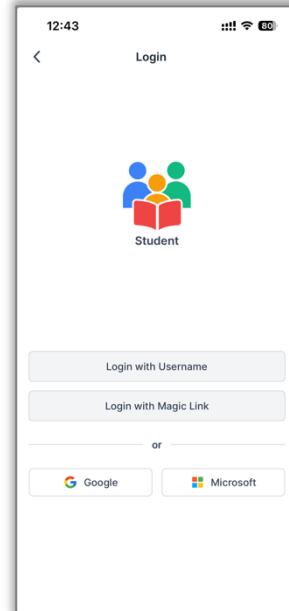 12:43
80
Login
Student
Login with Username
Login with Magic Link
or
Google
Microsoft